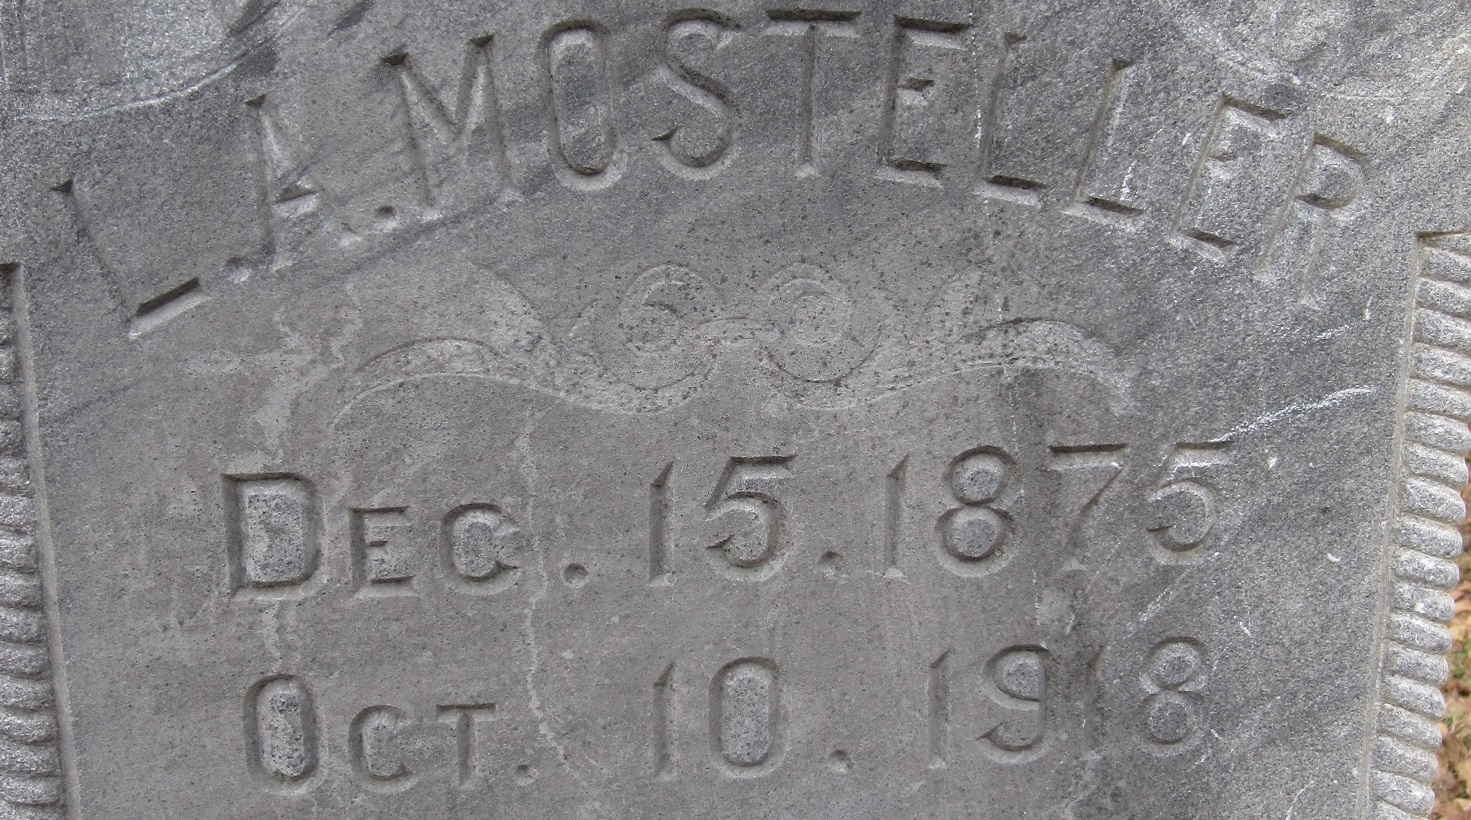 L. A. MOSTELLER
DEC. 15. 1875
OCT. 10. 1918